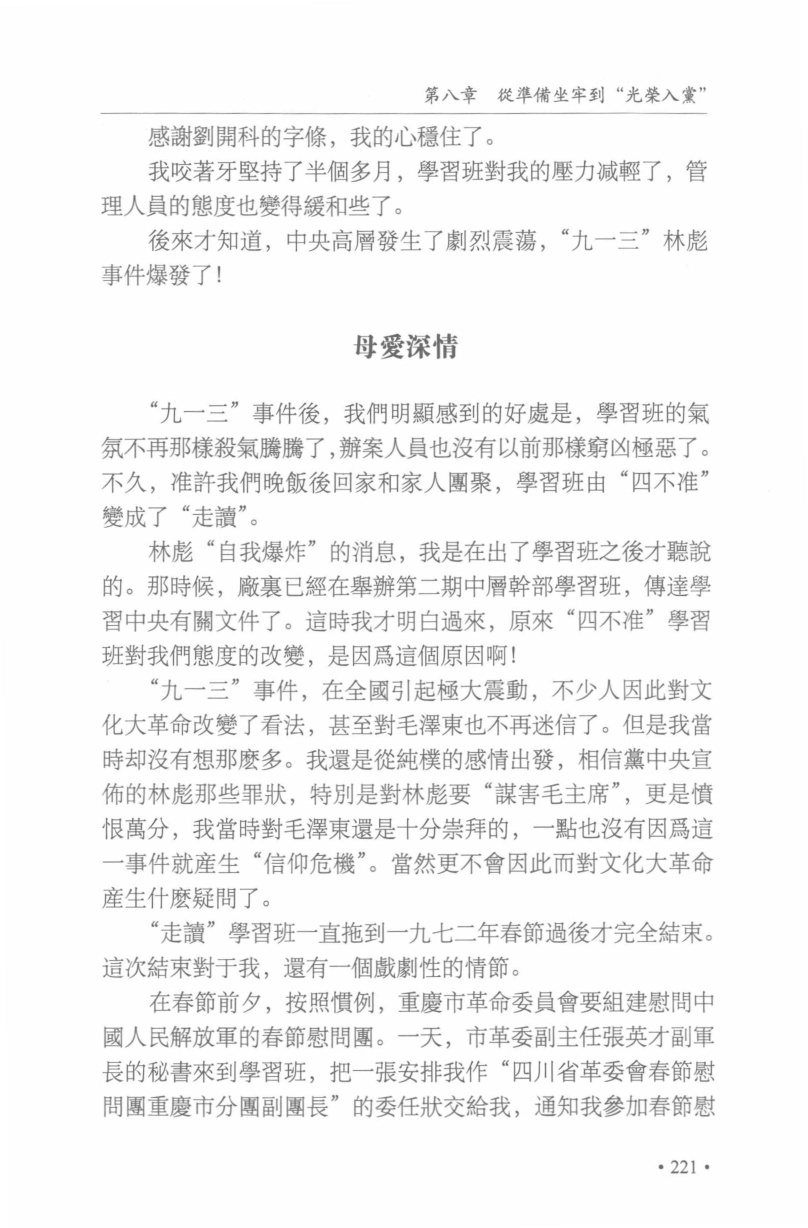 第八章　從準備坐牢到“光榮入黨”
感謝劉開科的字條，我的心穩住了。
我咬著牙堅持了半個多月，學習班對我的壓力减輕了，管
理人員的態度也變得緩和些了。
後來才知道，中央高層發生了劇烈震蕩，“九一三”林彪
事件爆發了！
母愛深情
“九一三”事件後，我們明顯感到的好處是，學習班的氣
氛不再那樣殺氣騰騰了，辦案人員也沒有以前那樣窮凶極惡了。
不久，准許我們晚飯後回家和家人團聚，學習班由“四不准”
變成了“走讀”。
林彪“自我爆炸”的消息，我是在出了學習班之後才聽說
的。那時候，廠裏已經在舉辦第二期中層幹部學習班，傳達學
習中央有關文件了。這時我才明白過來，原來“四不准”學習
班對我們態度的改變，是因爲這個原因啊！
“九一三”事件，在全國引起極大震動，不少人因此對文
化大革命改變了看法，甚至對毛澤東也不再迷信了。但是我當
時却沒有想那麽多。我還是從純樸的感情出發，相信黨中央宣
佈的林彪那些罪狀，特別是對林彪要“謀害毛主席”，更是憤
恨萬分，我當時對毛澤東還是十分崇拜的，一點也沒有因爲這
一事件就産生“信仰危機”。當然更不會因此而對文化大革命
産生什麽疑問了。
“走讀”學習班一直拖到一九七二年春節過後才完全結束。
這次結束對于我，還有一個戲劇性的情節。
在春節前夕，按照慣例，重慶市革命委員會要組建慰問中
國人民解放軍的春節慰問團。一天，市革委副主任張英才副軍
長的秘書來到學習班，把一張安排我作“四川省革委會春節慰
問團重慶市分團副團長”的委任狀交給我，通知我參加春節慰
•221•